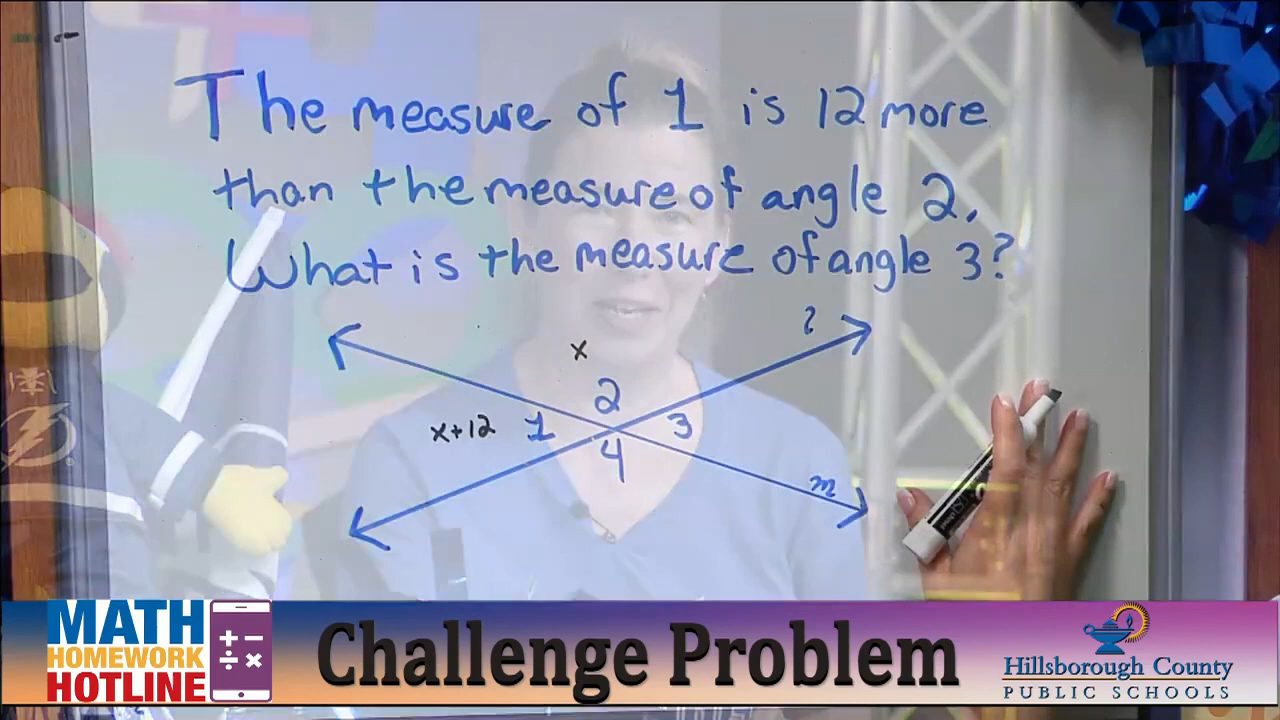 The measure of 1 is 12 more
than the measure of angle 2.
What is the measure of angle 3?
x
l
2
x+12 1 3
4
m
MATH
HOMEWORK
HOTLINE
+ −
÷ ×
Challenge Problem
Hillsborough County
PUBLIC SCHOOLS